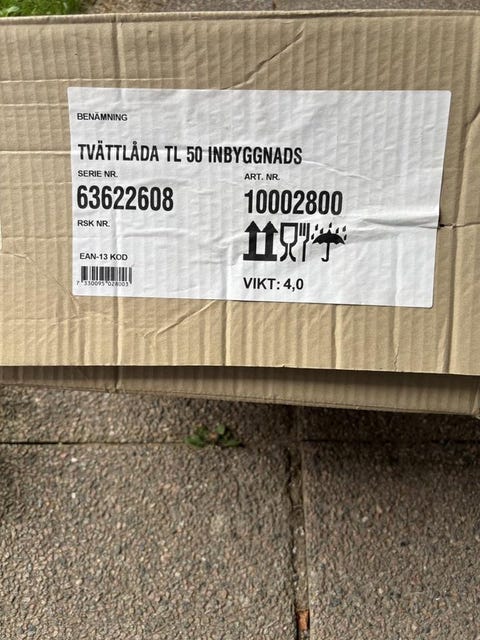 BENÄMNING
TVÄTTLÅDA TL 50 INBYGGNADS
SERIE NR. ART. NR.
63622608 10002800
RSK NR.
EAN-13 KOD
7 330095 028003
VIKT: 4,0